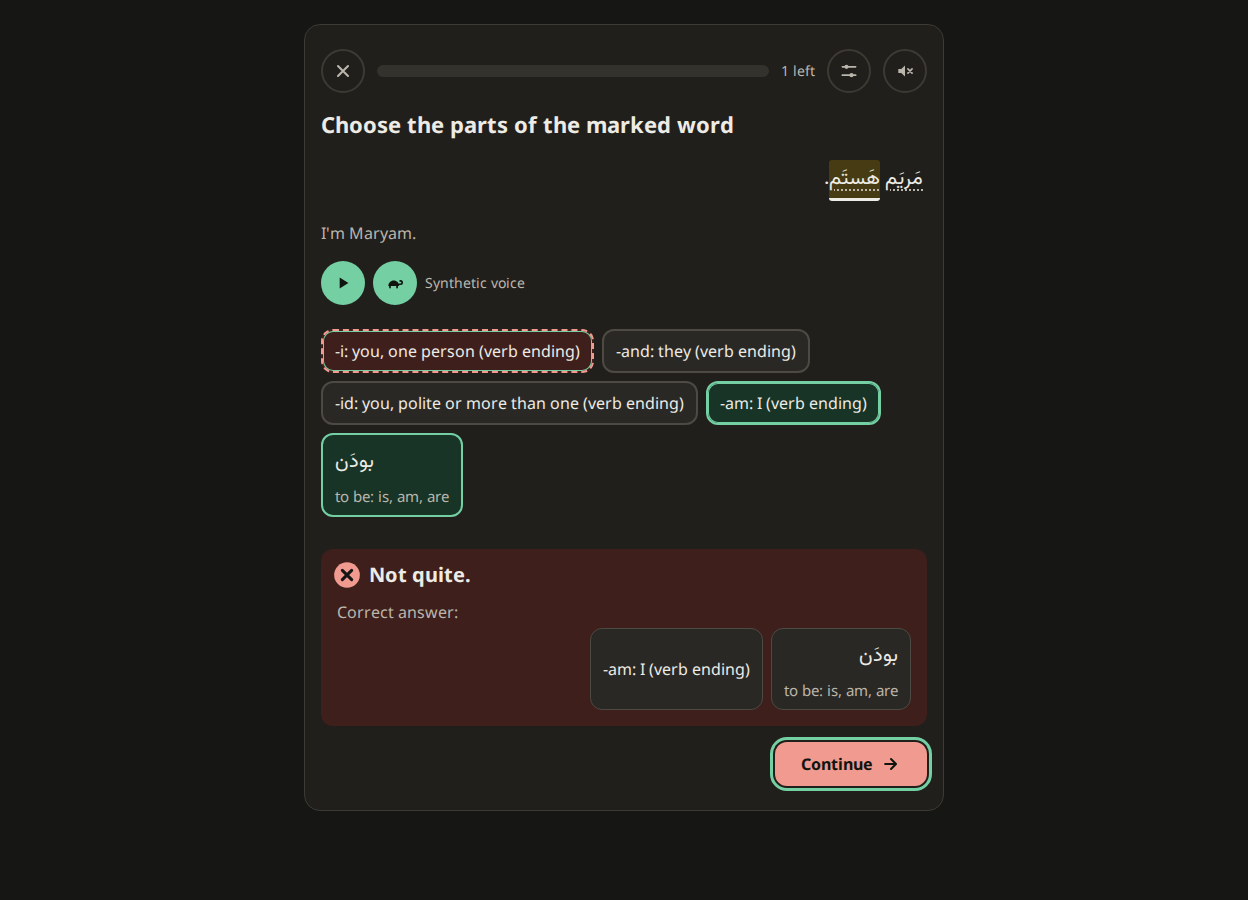 1 left
Choose the parts of the marked word
مَریَم هَستَم.
I'm Maryam.
Synthetic voice
-i: you, one person (verb ending)
-and: they (verb ending)
-id: you, polite or more than one (verb ending)
-am: I (verb ending)
بودَن
to be: is, am, are
Not quite.
Correct answer:
بودَن
to be: is, am, are
-am: I (verb ending)
Continue